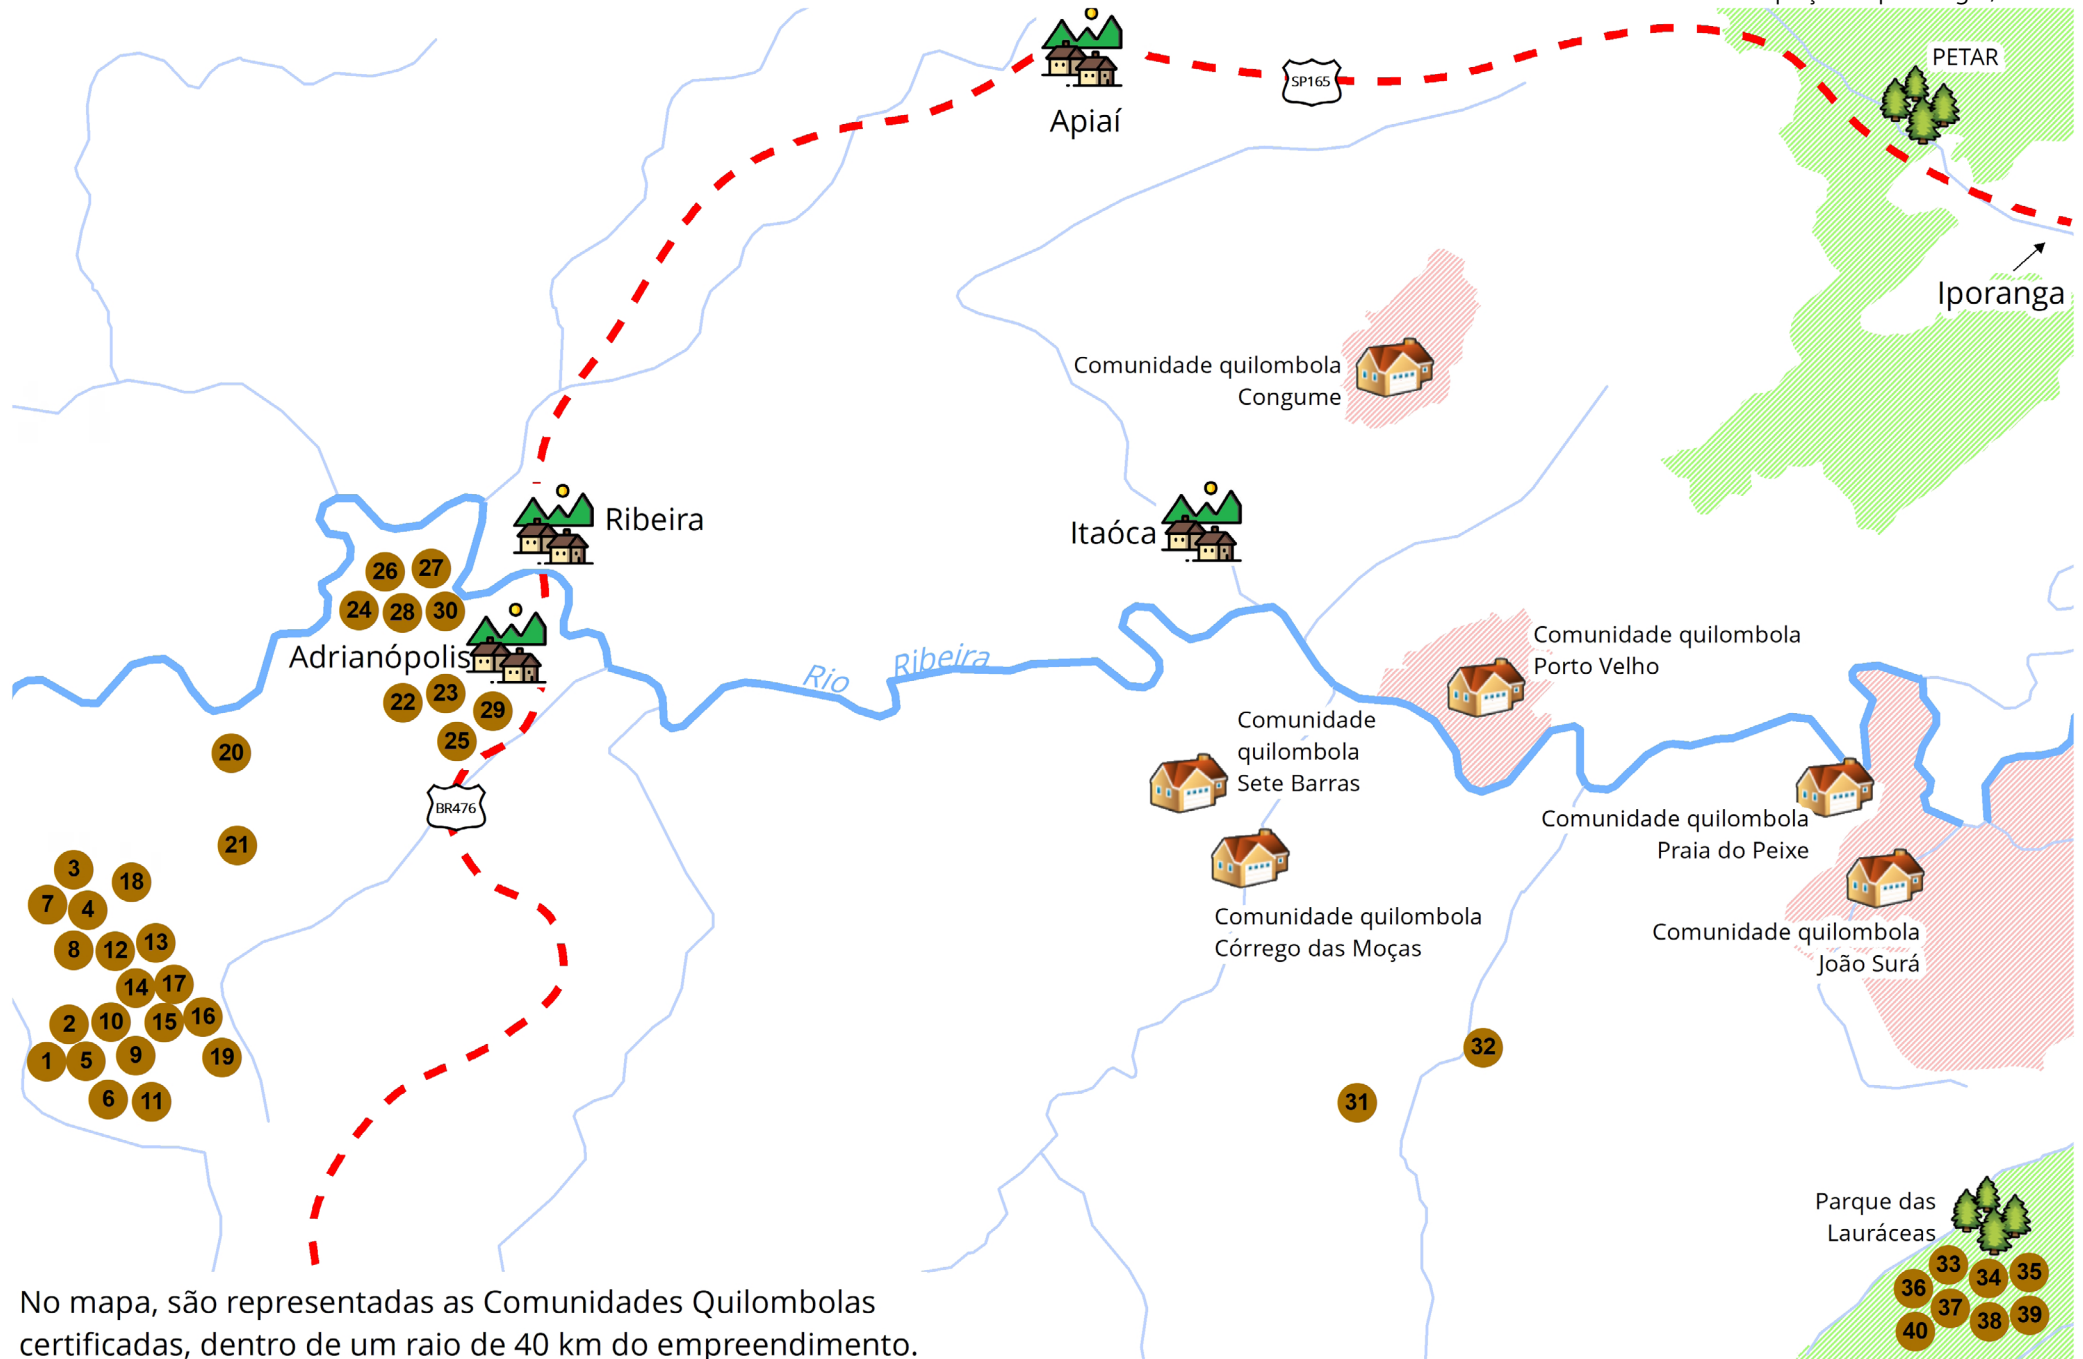 PETAR
SP165
Apiaí
Iporanga
Comunidade quilombola
Congume
Ribeira
Itaóca
26
27
24
28
30
Adrianópolis
Rio Ribeira
Comunidade quilombola
Porto Velho
22
23
29
25
20
Comunidade
quilombola
Sete Barras
BR476
21
Comunidade quilombola
Praia do Peixe
3
18
7
4
8
12
13
Comunidade quilombola
Córrego das Moças
Comunidade quilombola
João Surá
14
17
2
10
15
16
1
5
9
19
6
11
32
31
Parque das
Lauráceas
33
34
35
36
37
38
39
40
No mapa, são representadas as Comunidades Quilombolas
certificadas, dentro de um raio de 40 km do empreendimento.